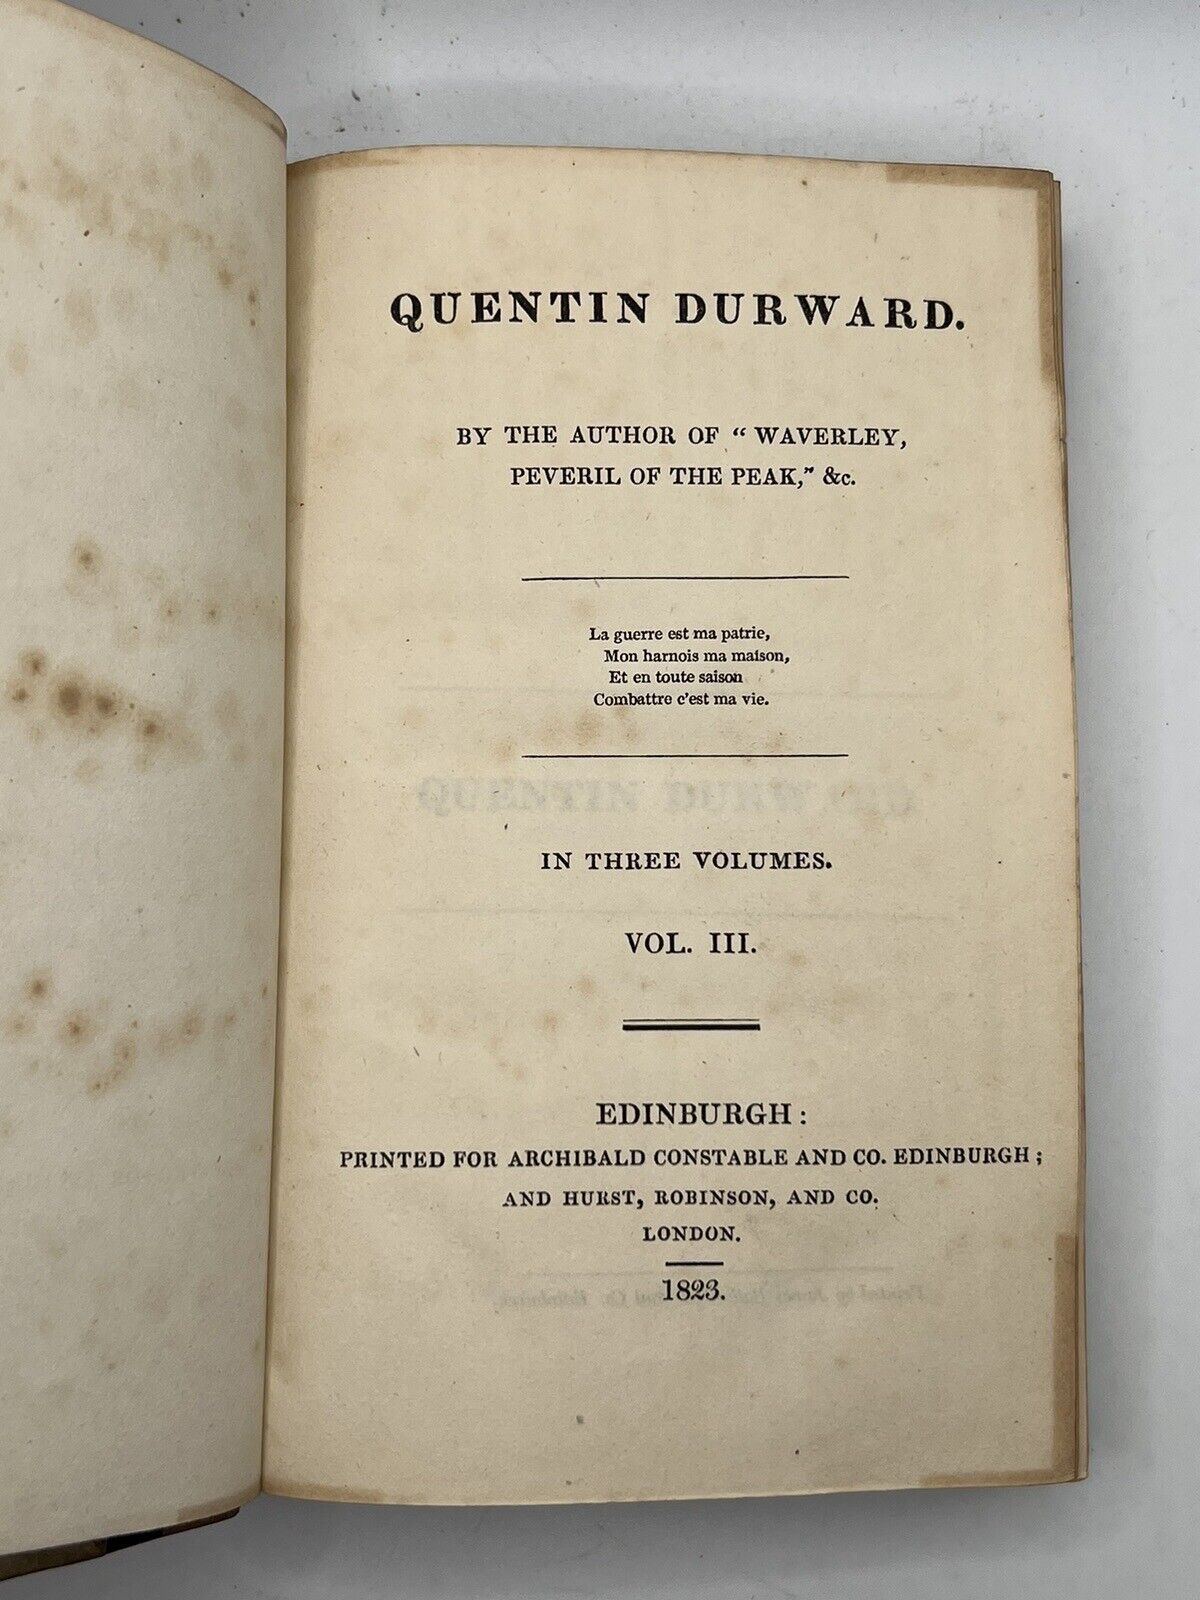 QUENTIN DURWARD.
BY THE AUTHOR OF “ WAVERLEY,
PEVERIL OF THE PEAK,” &c.
La guerre est ma patrie,
Mon harnois ma maison,
Et en toute saison
Combattre c’est ma vie.
IN THREE VOLUMES.
VOL. III.
EDINBURGH:
PRINTED FOR ARCHIBALD CONSTABLE AND CO. EDINBURGH;
AND HURST, ROBINSON, AND CO.
LONDON.
1823.